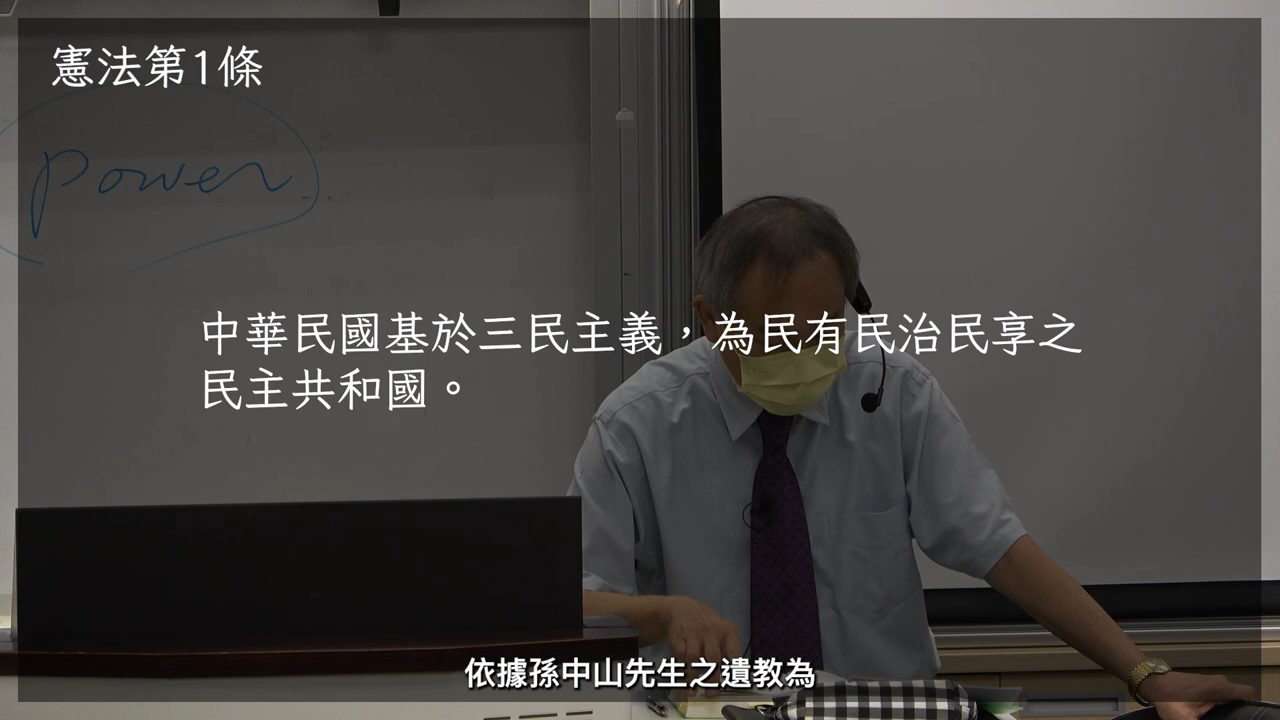 憲法第1條
power
中華民國基於三民主義，為民有民治民享之
民主共和國。
依據孫中山先生之遺教為